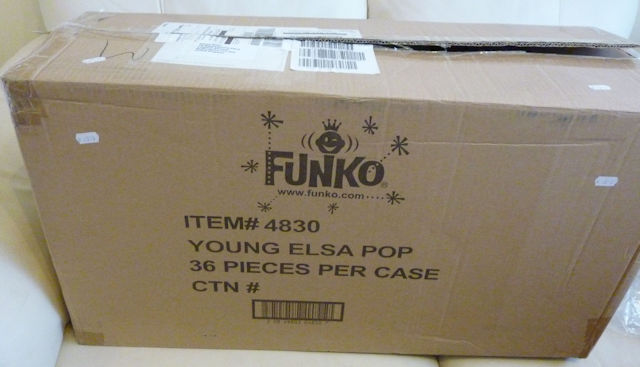 FUNKO®
www.funko.com
ITEM# 4830
YOUNG ELSA POP
36 PIECES PER CASE
CTN #